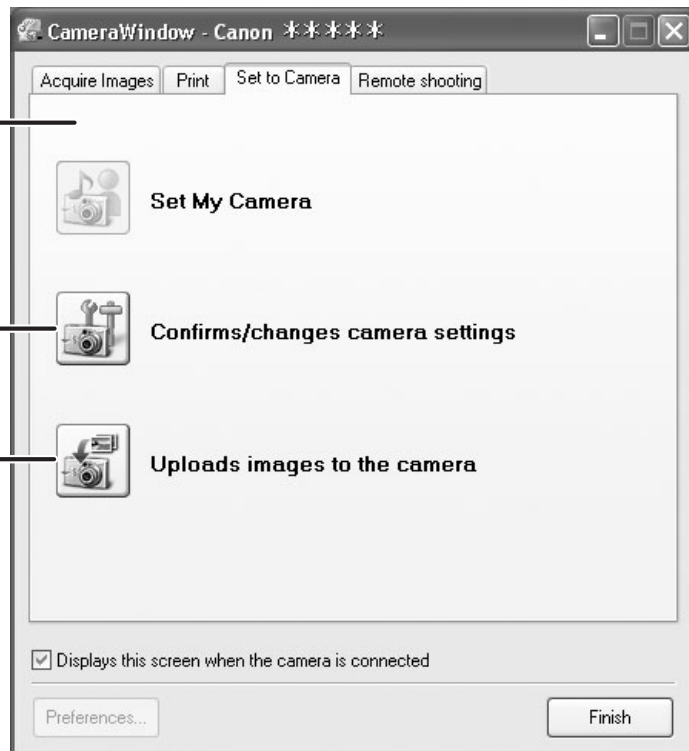 CameraWindow - Canon *****
Acquire Images Print Set to Camera Remote shooting
Set My Camera
Confirms/changes camera settings
Uploads images to the camera
Displays this screen when the camera is connected
Preferences... Finish